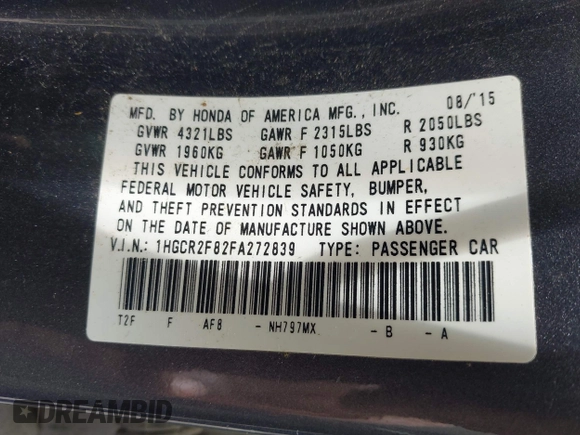 MFD. BY HONDA OF AMERICA MFG., INC. 08/'15
GVWR 4321LBS GAWR F 2315LBS R 2050LBS
GVWR 1960KG GAWR F 1050KG R 930KG
THIS VEHICLE CONFORMS TO ALL APPLICABLE
FEDERAL MOTOR VEHICLE SAFETY, BUMPER,
AND THEFT PREVENTION STANDARDS IN EFFECT
ON THE DATE OF MANUFACTURE SHOWN ABOVE.
V.I.N.: 1HGCR2F82FA272839 TYPE: PASSENGER CAR
T2F F AF8 - NH797MX - B - A
DREAMBID